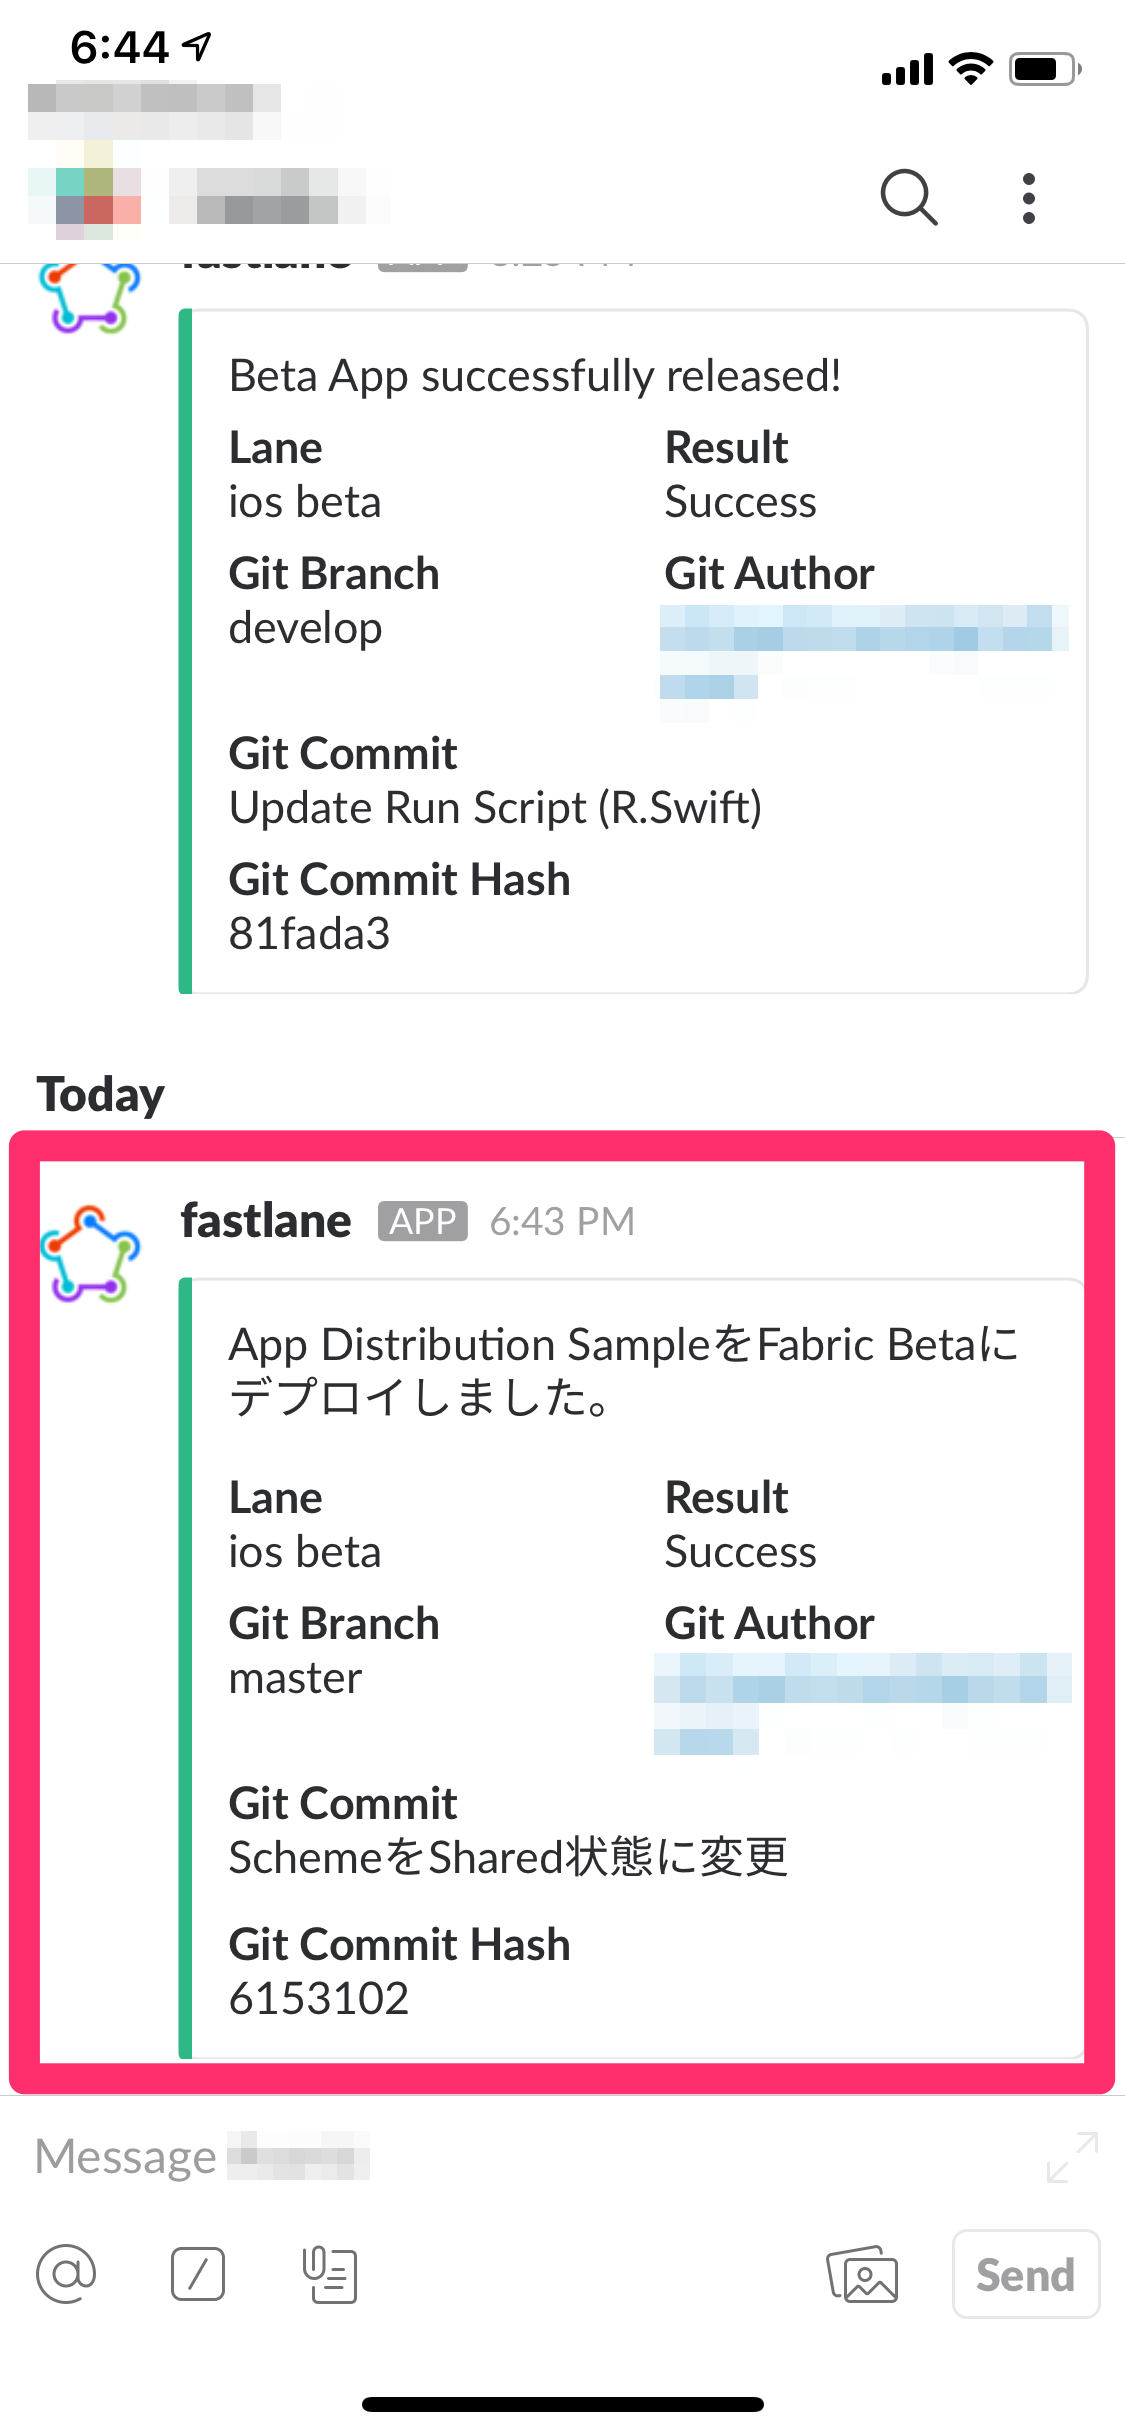 6:44
Beta App successfully released!
Lane
Result
ios beta
Success
Git Branch
Git Author
develop
Git Commit
Update Run Script (R.Swift)
Git Commit Hash
81fada3
Today
fastlane APP 6:43 PM
App Distribution SampleをFabric Betaに
デプロイしました。
Lane
Result
ios beta
Success
Git Branch
Git Author
master
Git Commit
SchemeをShared状態に変更
Git Commit Hash
6153102
Message
Send